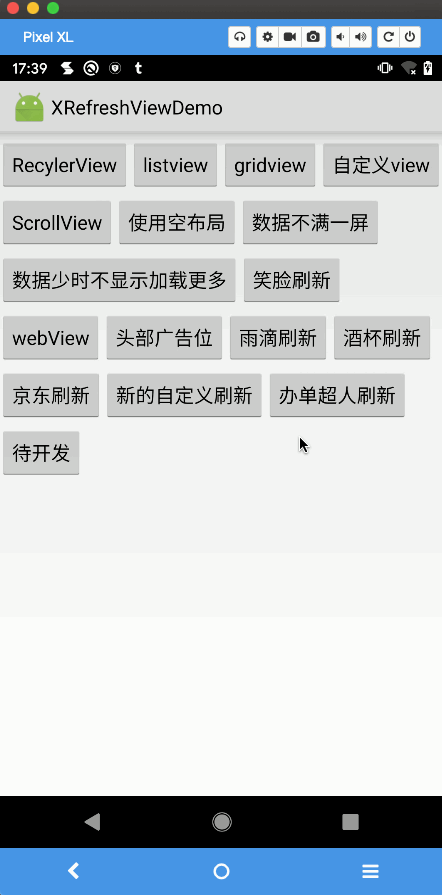 Pixel XL
17:39
XRefreshViewDemo
RecylerView listview gridview 自定义view
ScrollView 使用空布局 数据不满一屏
数据少时不显示加载更多 笑脸刷新
webView 头部广告位 雨滴刷新 酒杯刷新
京东刷新 新的自定义刷新 办单超人刷新
待开发